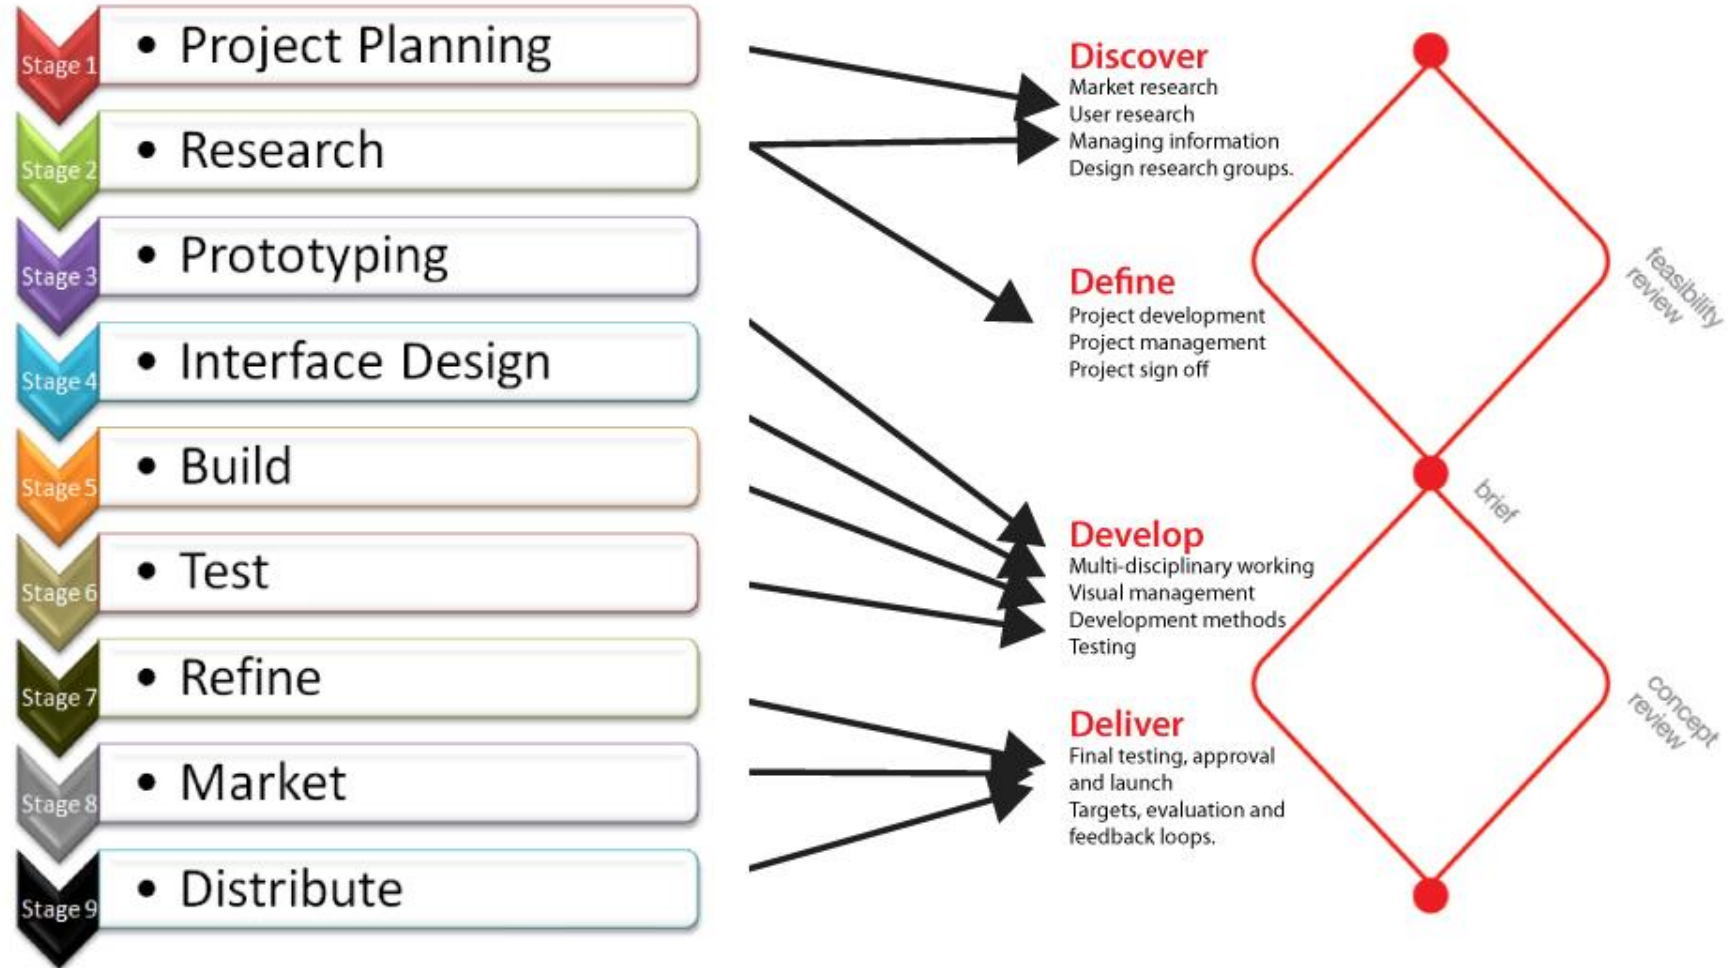 Stage 1
• Project Planning
Stage 2
• Research
Stage 3
• Prototyping
Stage 4
• Interface Design
Stage 5
• Build
Stage 6
• Test
Stage 7
• Refine
Stage 8
• Market
Stage 9
• Distribute
Discover
Market research
User research
Managing information
Design research groups.
Define
Project development
Project management
Project sign off
Develop
Multi-disciplinary working
Visual management
Development methods
Testing
Deliver
Final testing, approval
and launch
Targets, evaluation and
feedback loops.
feasibility
review
brief
concept
review